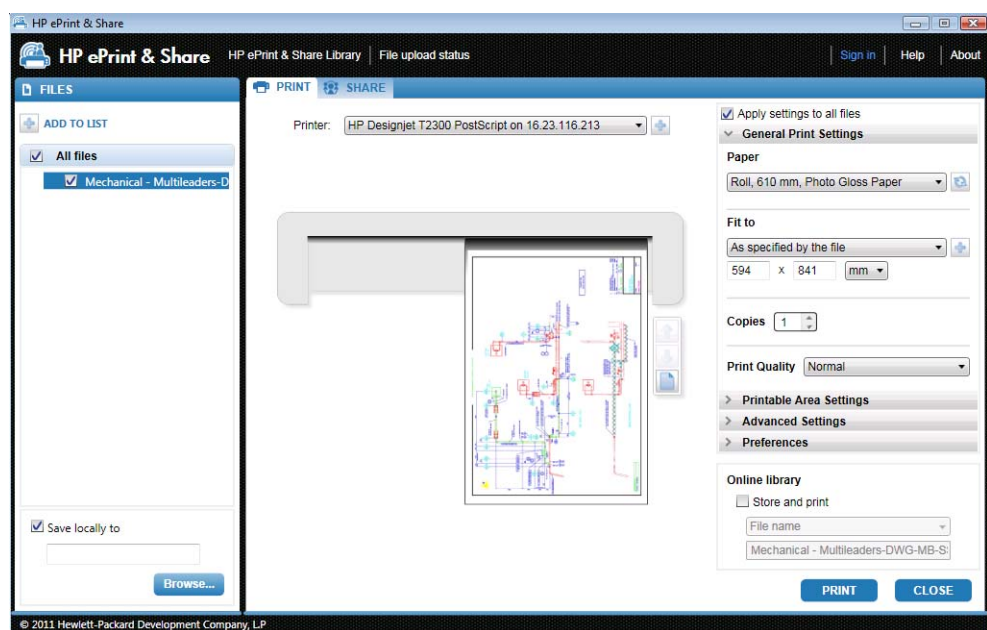 HP ePrint & Share
HP ePrint & Share HP ePrint & Share Library File upload status Sign in Help About
FILES
ADD TO LIST
All files
Mechanical - Multileaders-D
Save locally to
Browse...
PRINT SHARE
Printer: HP Designjet T2300 PostScript on 16.23.116.213
Apply settings to all files
General Print Settings
Paper
Roll, 610 mm, Photo Gloss Paper
Fit to
As specified by the file
594 x 841 mm
Copies 1
Print Quality Normal
Printable Area Settings
Advanced Settings
Preferences
Online library
Store and print
File name
Mechanical - Multileaders-DWG-MB-S
PRINT CLOSE
© 2011 Hewlett-Packard Development Company, L.P